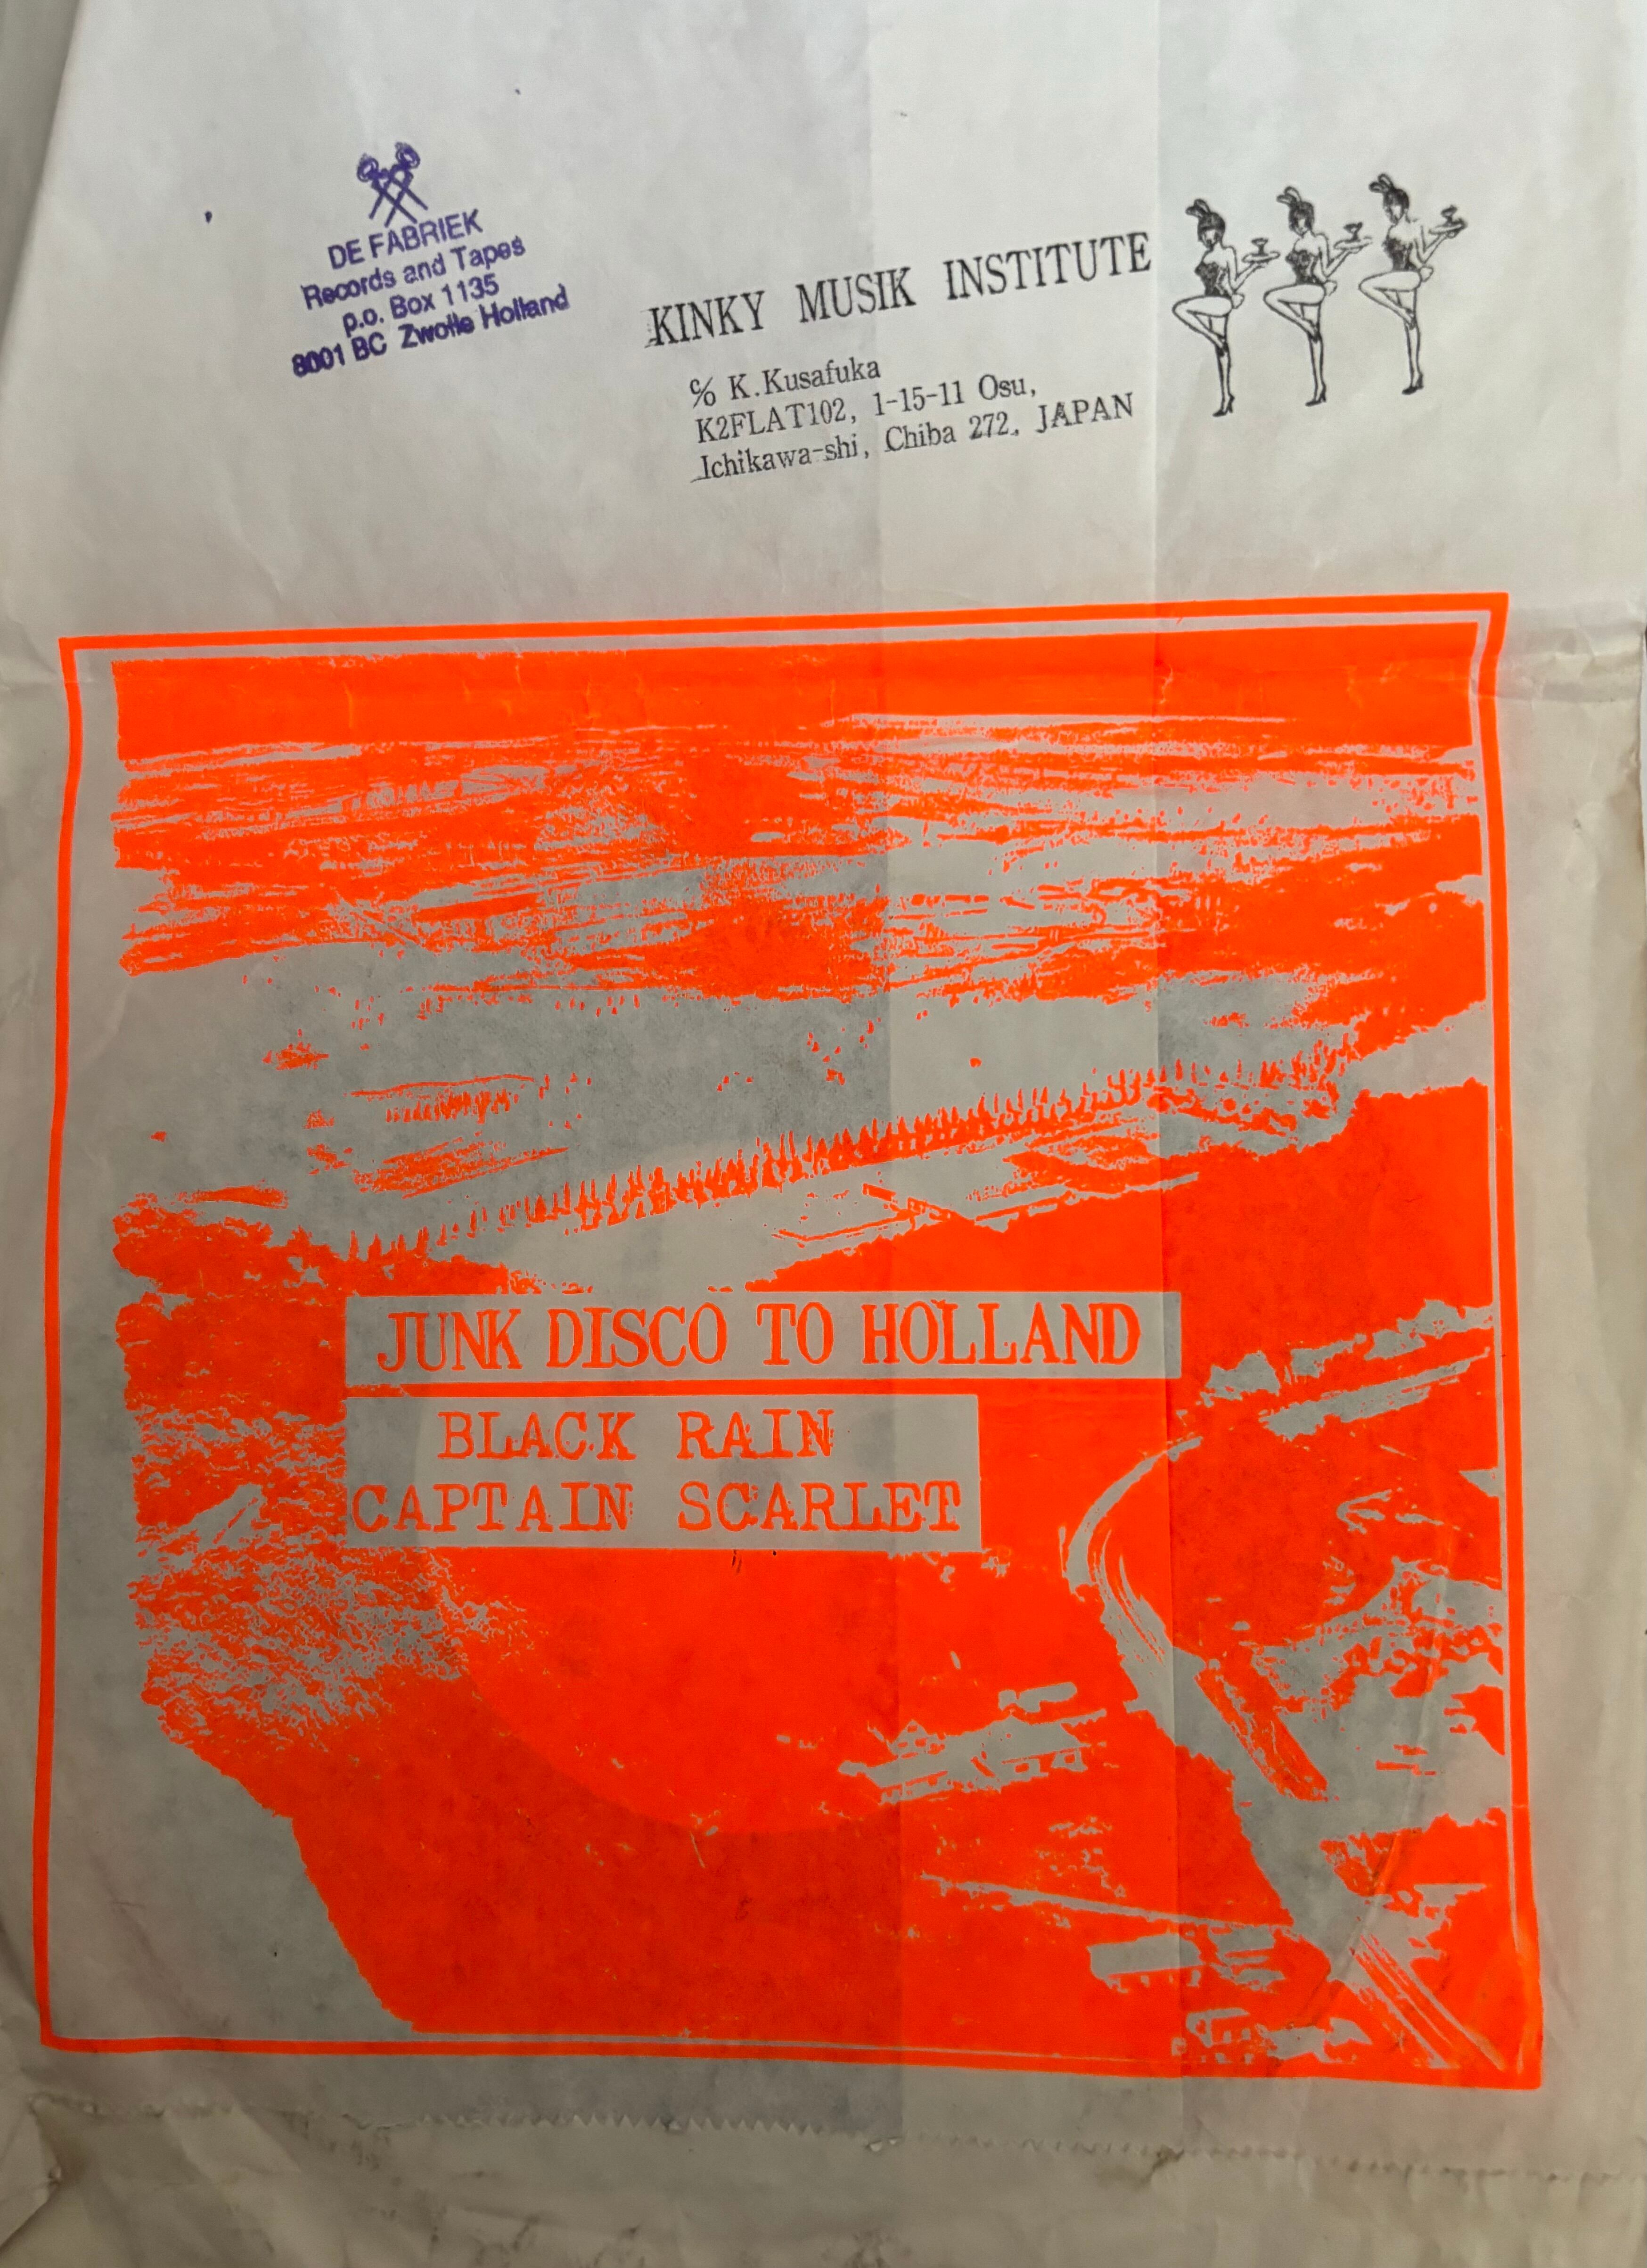 DE FABRIEK
Records and Tapes
p.o. Box 1135
8001 BC Zwolle Holland
KINKY MUSIK INSTITUTE
℅ K.Kusafuka
K2FLAT102, 1-15-11 Osu,
Ichikawa-shi, Chiba 272, JAPAN
JUNK DISCO TO HOLLAND
BLACK RAIN
CAPTAIN SCARLET